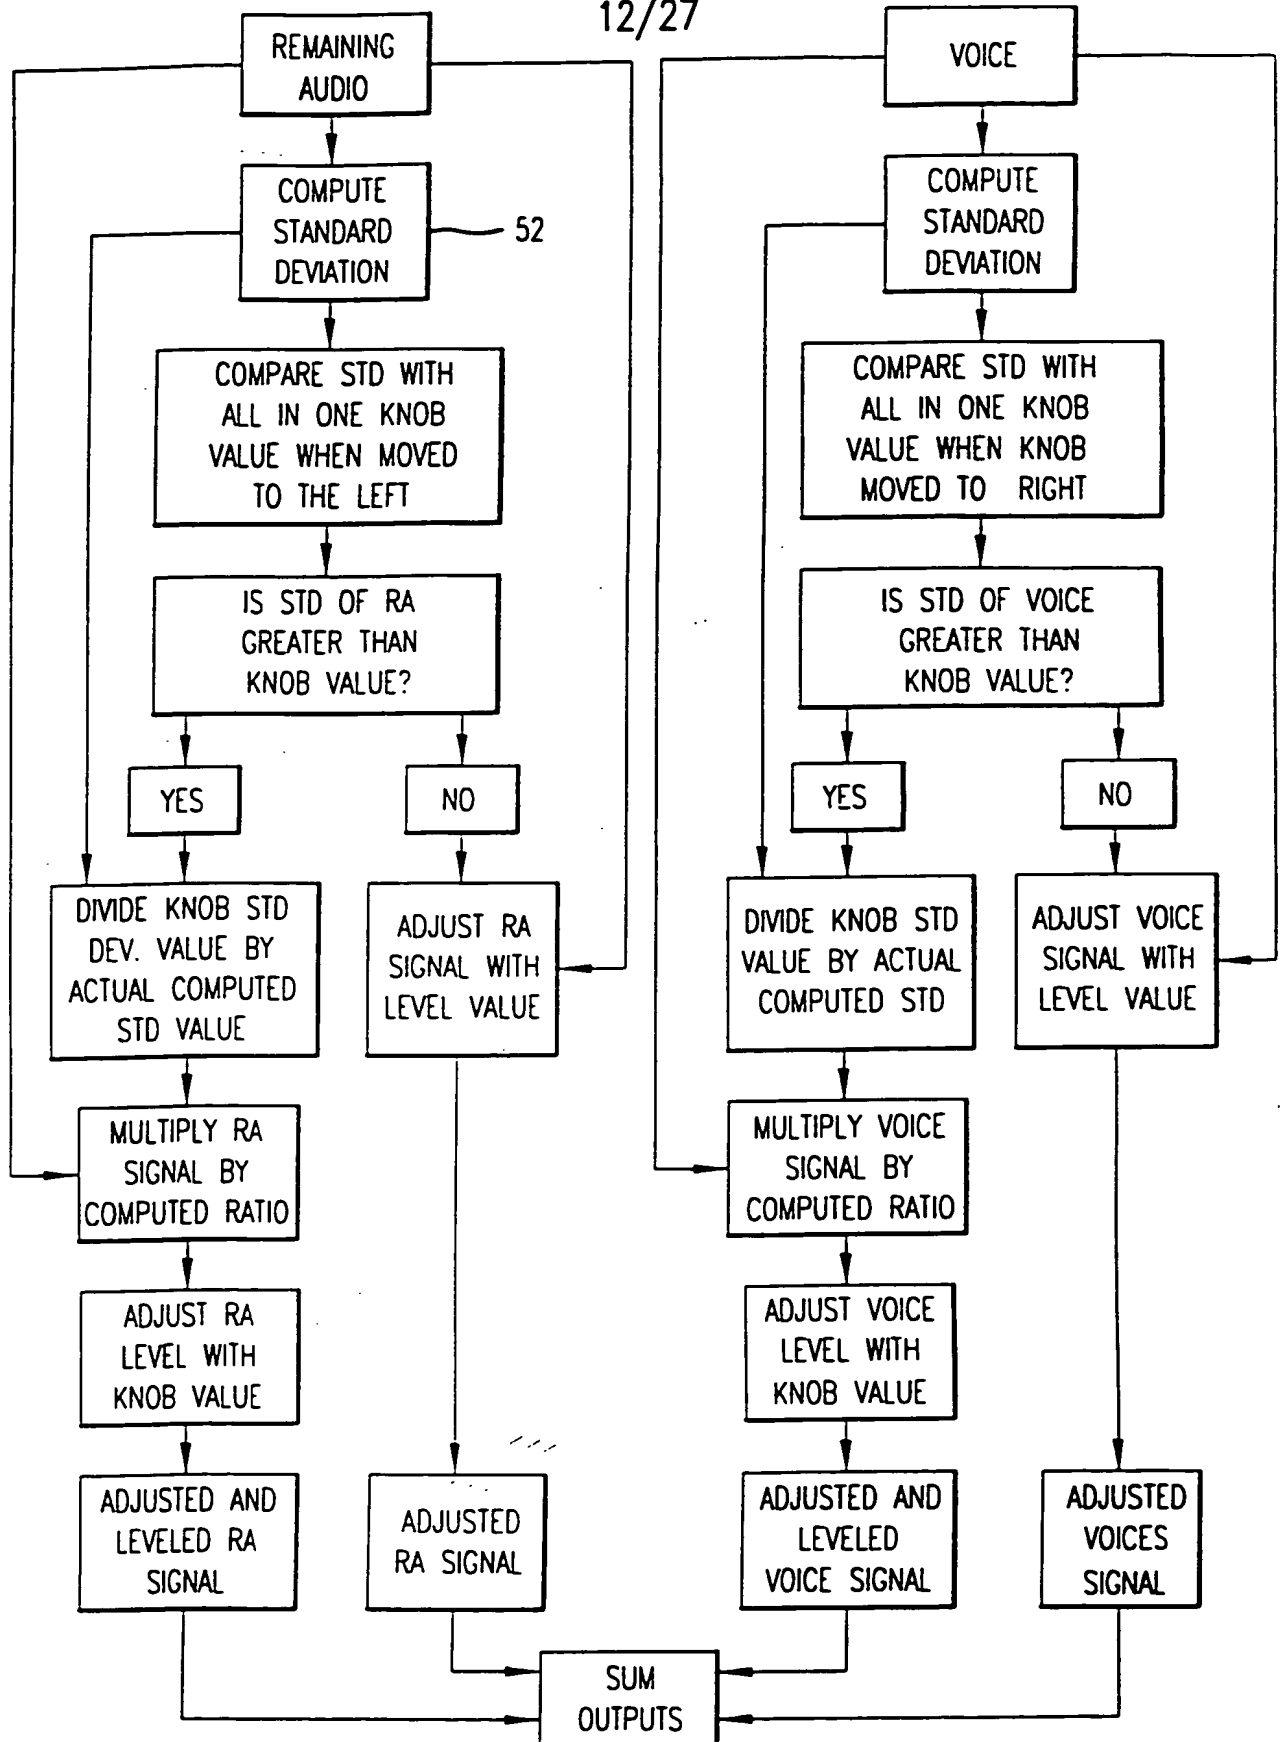 12/27
REMAINING
AUDIO
COMPUTE
STANDARD
DEVIATION
52
COMPARE STD WITH
ALL IN ONE KNOB
VALUE WHEN MOVED
TO THE LEFT
IS STD OF RA
GREATER THAN
KNOB VALUE?
YES
NO
DIVIDE KNOB STD
DEV. VALUE BY
ACTUAL COMPUTED
STD VALUE
ADJUST RA
SIGNAL WITH
LEVEL VALUE
MULTIPLY RA
SIGNAL BY
COMPUTED RATIO
ADJUST RA
LEVEL WITH
KNOB VALUE
ADJUSTED AND
LEVELED RA
SIGNAL
ADJUSTED
RA SIGNAL
VOICE
COMPUTE
STANDARD
DEVIATION
COMPARE STD WITH
ALL IN ONE KNOB
VALUE WHEN KNOB
MOVED TO RIGHT
IS STD OF VOICE
GREATER THAN
KNOB VALUE?
YES
NO
DIVIDE KNOB STD
VALUE BY ACTUAL
COMPUTED STD
ADJUST VOICE
SIGNAL WITH
LEVEL VALUE
MULTIPLY VOICE
SIGNAL BY
COMPUTED RATIO
ADJUST VOICE
LEVEL WITH
KNOB VALUE
ADJUSTED AND
LEVELED
VOICE SIGNAL
ADJUSTED
VOICES
SIGNAL
SUM
OUTPUTS